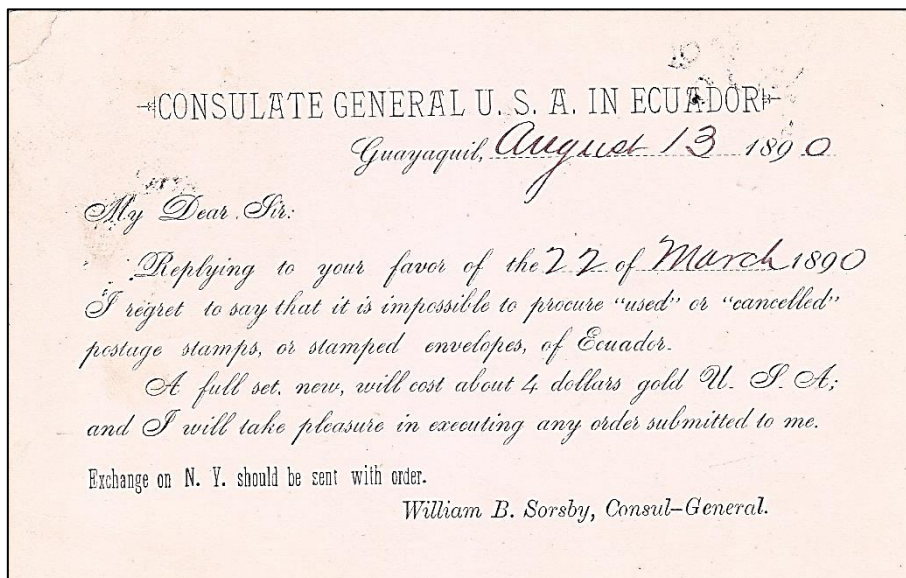 CONSULATE GENERAL U. S. A. IN ECUADOR
Guayaquil, August 13 1890
My Dear Sir:
Replying to your favor of the 22 of March 1890
I regret to say that it is impossible to procure "used" or "cancelled"
postage stamps, or stamped envelopes, of Ecuador.
A full set, new, will cost about 4 dollars gold U. S. A;
and I will take pleasure in executing any order submitted to me.
Exchange on N. Y. should be sent with order.
William B. Sorsby, Consul-General.